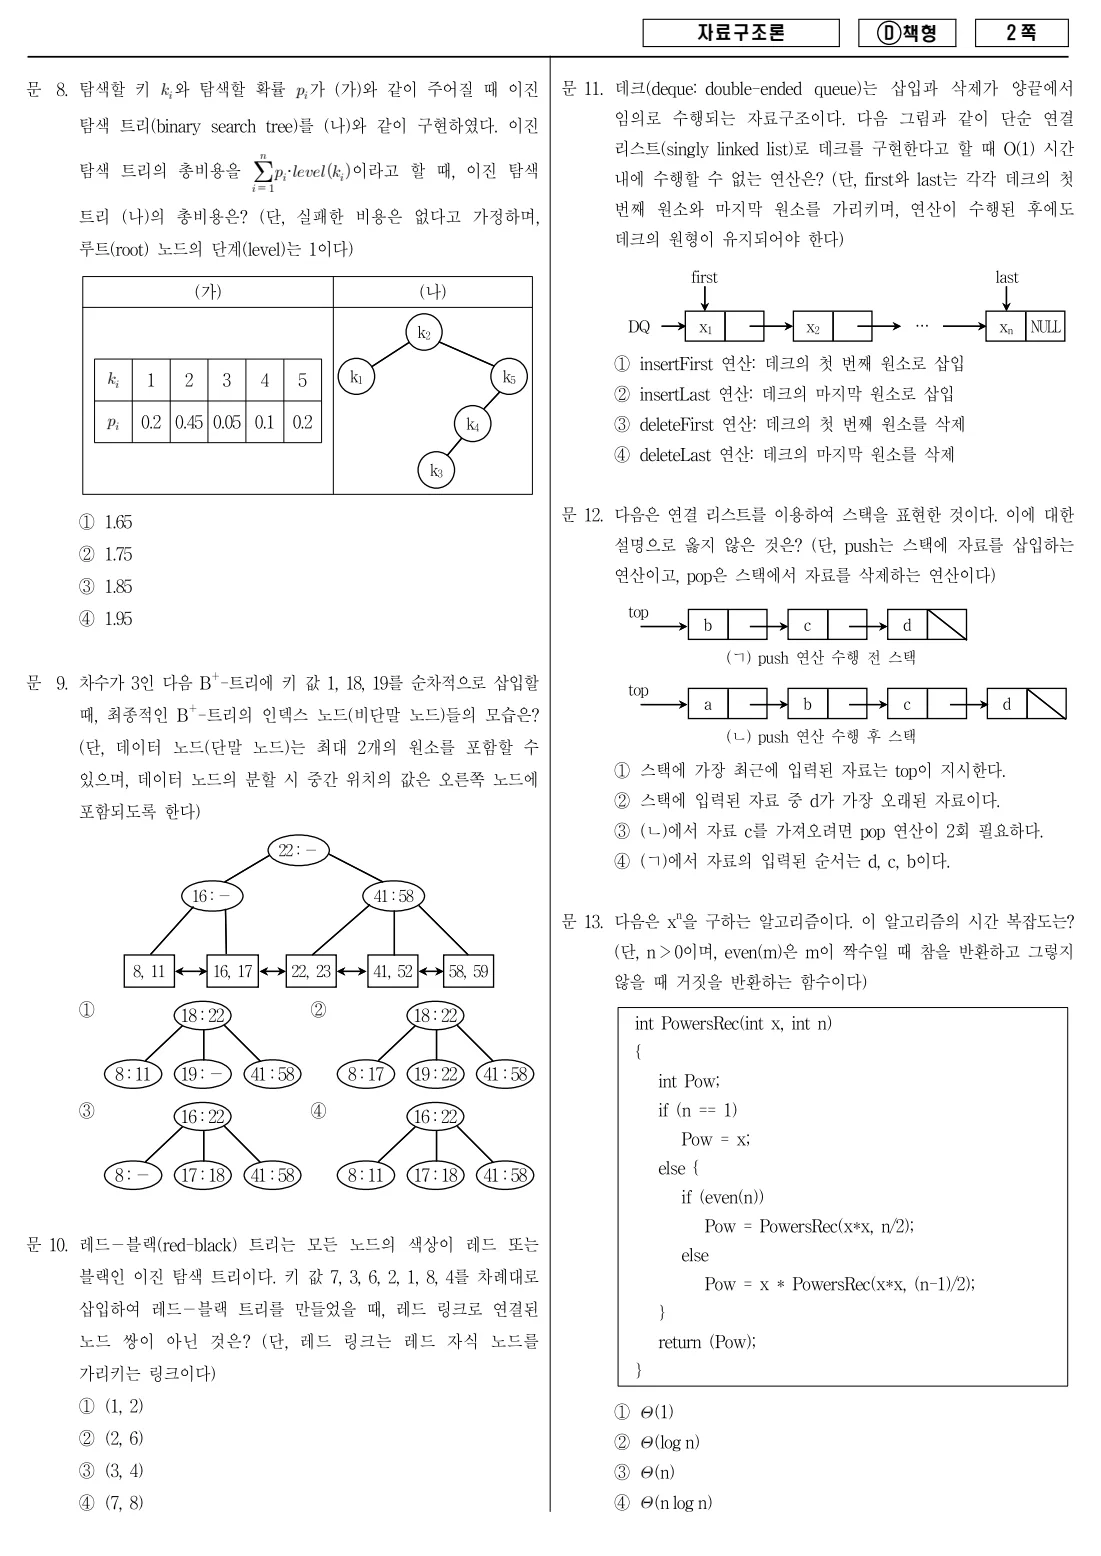 자료구조론
Ⓓ책형
2쪽
문 8. 탐색할 키 kᵢ와 탐색할 확률 pᵢ가 (가)와 같이 주어질 때 이진
탐색 트리(binary search tree)를 (나)와 같이 구현하였다. 이진
탐색 트리의 총비용을 ∑ⁿᵢ₌₁ pᵢ·level(kᵢ)이라고 할 때, 이진 탐색
트리 (나)의 총비용은? (단, 실패한 비용은 없다고 가정하며,
루트(root) 노드의 단계(level)는 1이다)
(가) (나)
kᵢ 1 2 3 4 5
pᵢ 0.2 0.45 0.05 0.1 0.2
k₂
k₁ k₅
k₄
k₃
① 1.65
② 1.75
③ 1.85
④ 1.95
문 9. 차수가 3인 다음 B⁺-트리에 키 값 1, 18, 19를 순차적으로 삽입할
때, 최종적인 B⁺-트리의 인덱스 노드(비단말 노드)들의 모습은?
(단, 데이터 노드(단말 노드)는 최대 2개의 원소를 포함할 수
있으며, 데이터 노드의 분할 시 중간 위치의 값은 오른쪽 노드에
포함되도록 한다)
22 : −
16 : − 41 : 58
8, 11 16, 17 22, 23 41, 52 58, 59
① ②
18 : 22 18 : 22
8 : 11 19 : − 41 : 58 8 : 17 19 : 22 41 : 58
③ ④
16 : 22 16 : 22
8 : − 17 : 18 41 : 58 8 : 11 17 : 18 41 : 58
문 10. 레드−블랙(red-black) 트리는 모든 노드의 색상이 레드 또는
블랙인 이진 탐색 트리이다. 키 값 7, 3, 6, 2, 1, 8, 4를 차례대로
삽입하여 레드−블랙 트리를 만들었을 때, 레드 링크로 연결된
노드 쌍이 아닌 것은? (단, 레드 링크는 레드 자식 노드를
가리키는 링크이다)
① (1, 2)
② (2, 6)
③ (3, 4)
④ (7, 8)
문 11. 데크(deque: double-ended queue)는 삽입과 삭제가 양끝에서
임의로 수행되는 자료구조이다. 다음 그림과 같이 단순 연결
리스트(singly linked list)로 데크를 구현한다고 할 때 O(1) 시간
내에 수행할 수 없는 연산은? (단, first와 last는 각각 데크의 첫
번째 원소와 마지막 원소를 가리키며, 연산이 수행된 후에도
데크의 원형이 유지되어야 한다)
first last
DQ x₁ x₂ … xₙ NULL
① insertFirst 연산: 데크의 첫 번째 원소로 삽입
② insertLast 연산: 데크의 마지막 원소로 삽입
③ deleteFirst 연산: 데크의 첫 번째 원소를 삭제
④ deleteLast 연산: 데크의 마지막 원소를 삭제
문 12. 다음은 연결 리스트를 이용하여 스택을 표현한 것이다. 이에 대한
설명으로 옳지 않은 것은? (단, push는 스택에 자료를 삽입하는
연산이고, pop은 스택에서 자료를 삭제하는 연산이다)
top
b c d
(ㄱ) push 연산 수행 전 스택
top
a b c d
(ㄴ) push 연산 수행 후 스택
① 스택에 가장 최근에 입력된 자료는 top이 지시한다.
② 스택에 입력된 자료 중 d가 가장 오래된 자료이다.
③ (ㄴ)에서 자료 c를 가져오려면 pop 연산이 2회 필요하다.
④ (ㄱ)에서 자료의 입력된 순서는 d, c, b이다.
문 13. 다음은 xⁿ을 구하는 알고리즘이다. 이 알고리즘의 시간 복잡도는?
(단, n > 0이며, even(m)은 m이 짝수일 때 참을 반환하고 그렇지
않을 때 거짓을 반환하는 함수이다)
int PowersRec(int x, int n)
{
int Pow;
if (n == 1)
Pow = x;
else {
if (even(n))
Pow = PowersRec(x*x, n/2);
else
Pow = x * PowersRec(x*x, (n-1)/2);
}
return (Pow);
}
① Θ(1)
② Θ(log n)
③ Θ(n)
④ Θ(n log n)